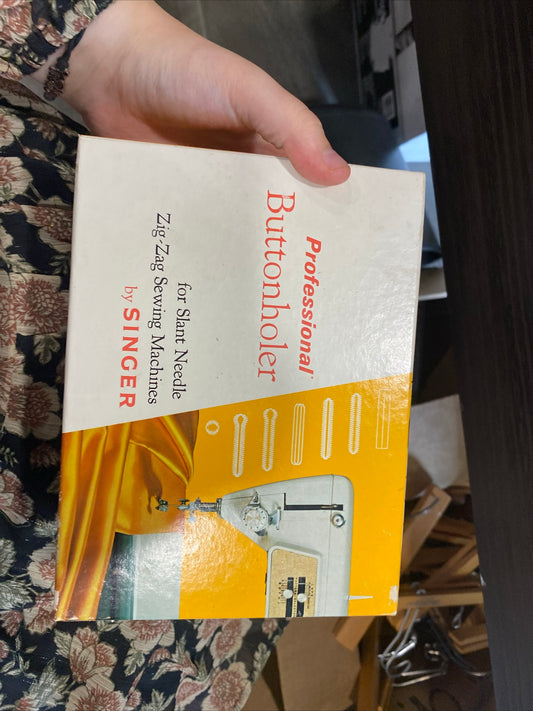 Professional
Buttonholer
for Slant Needle
Zig-Zag Sewing Machines
by SINGER